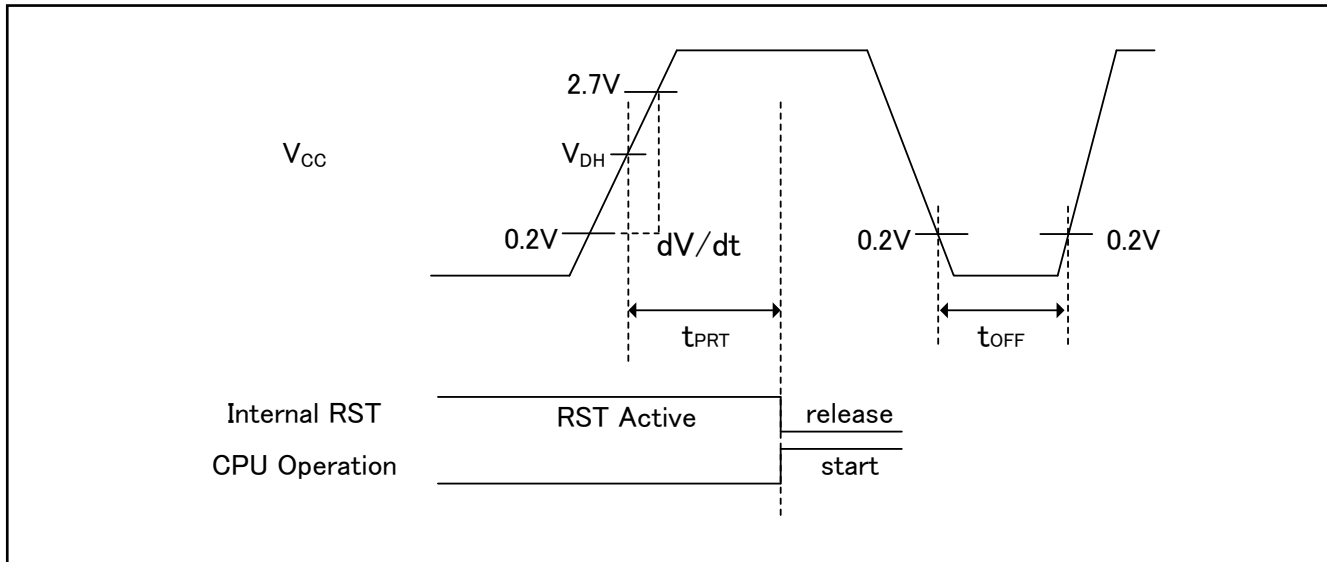 2.7V
VCC
VDH
0.2V
dV/dt
0.2V
0.2V
tPRT
tOFF
Internal RST
RST Active
release
CPU Operation
start